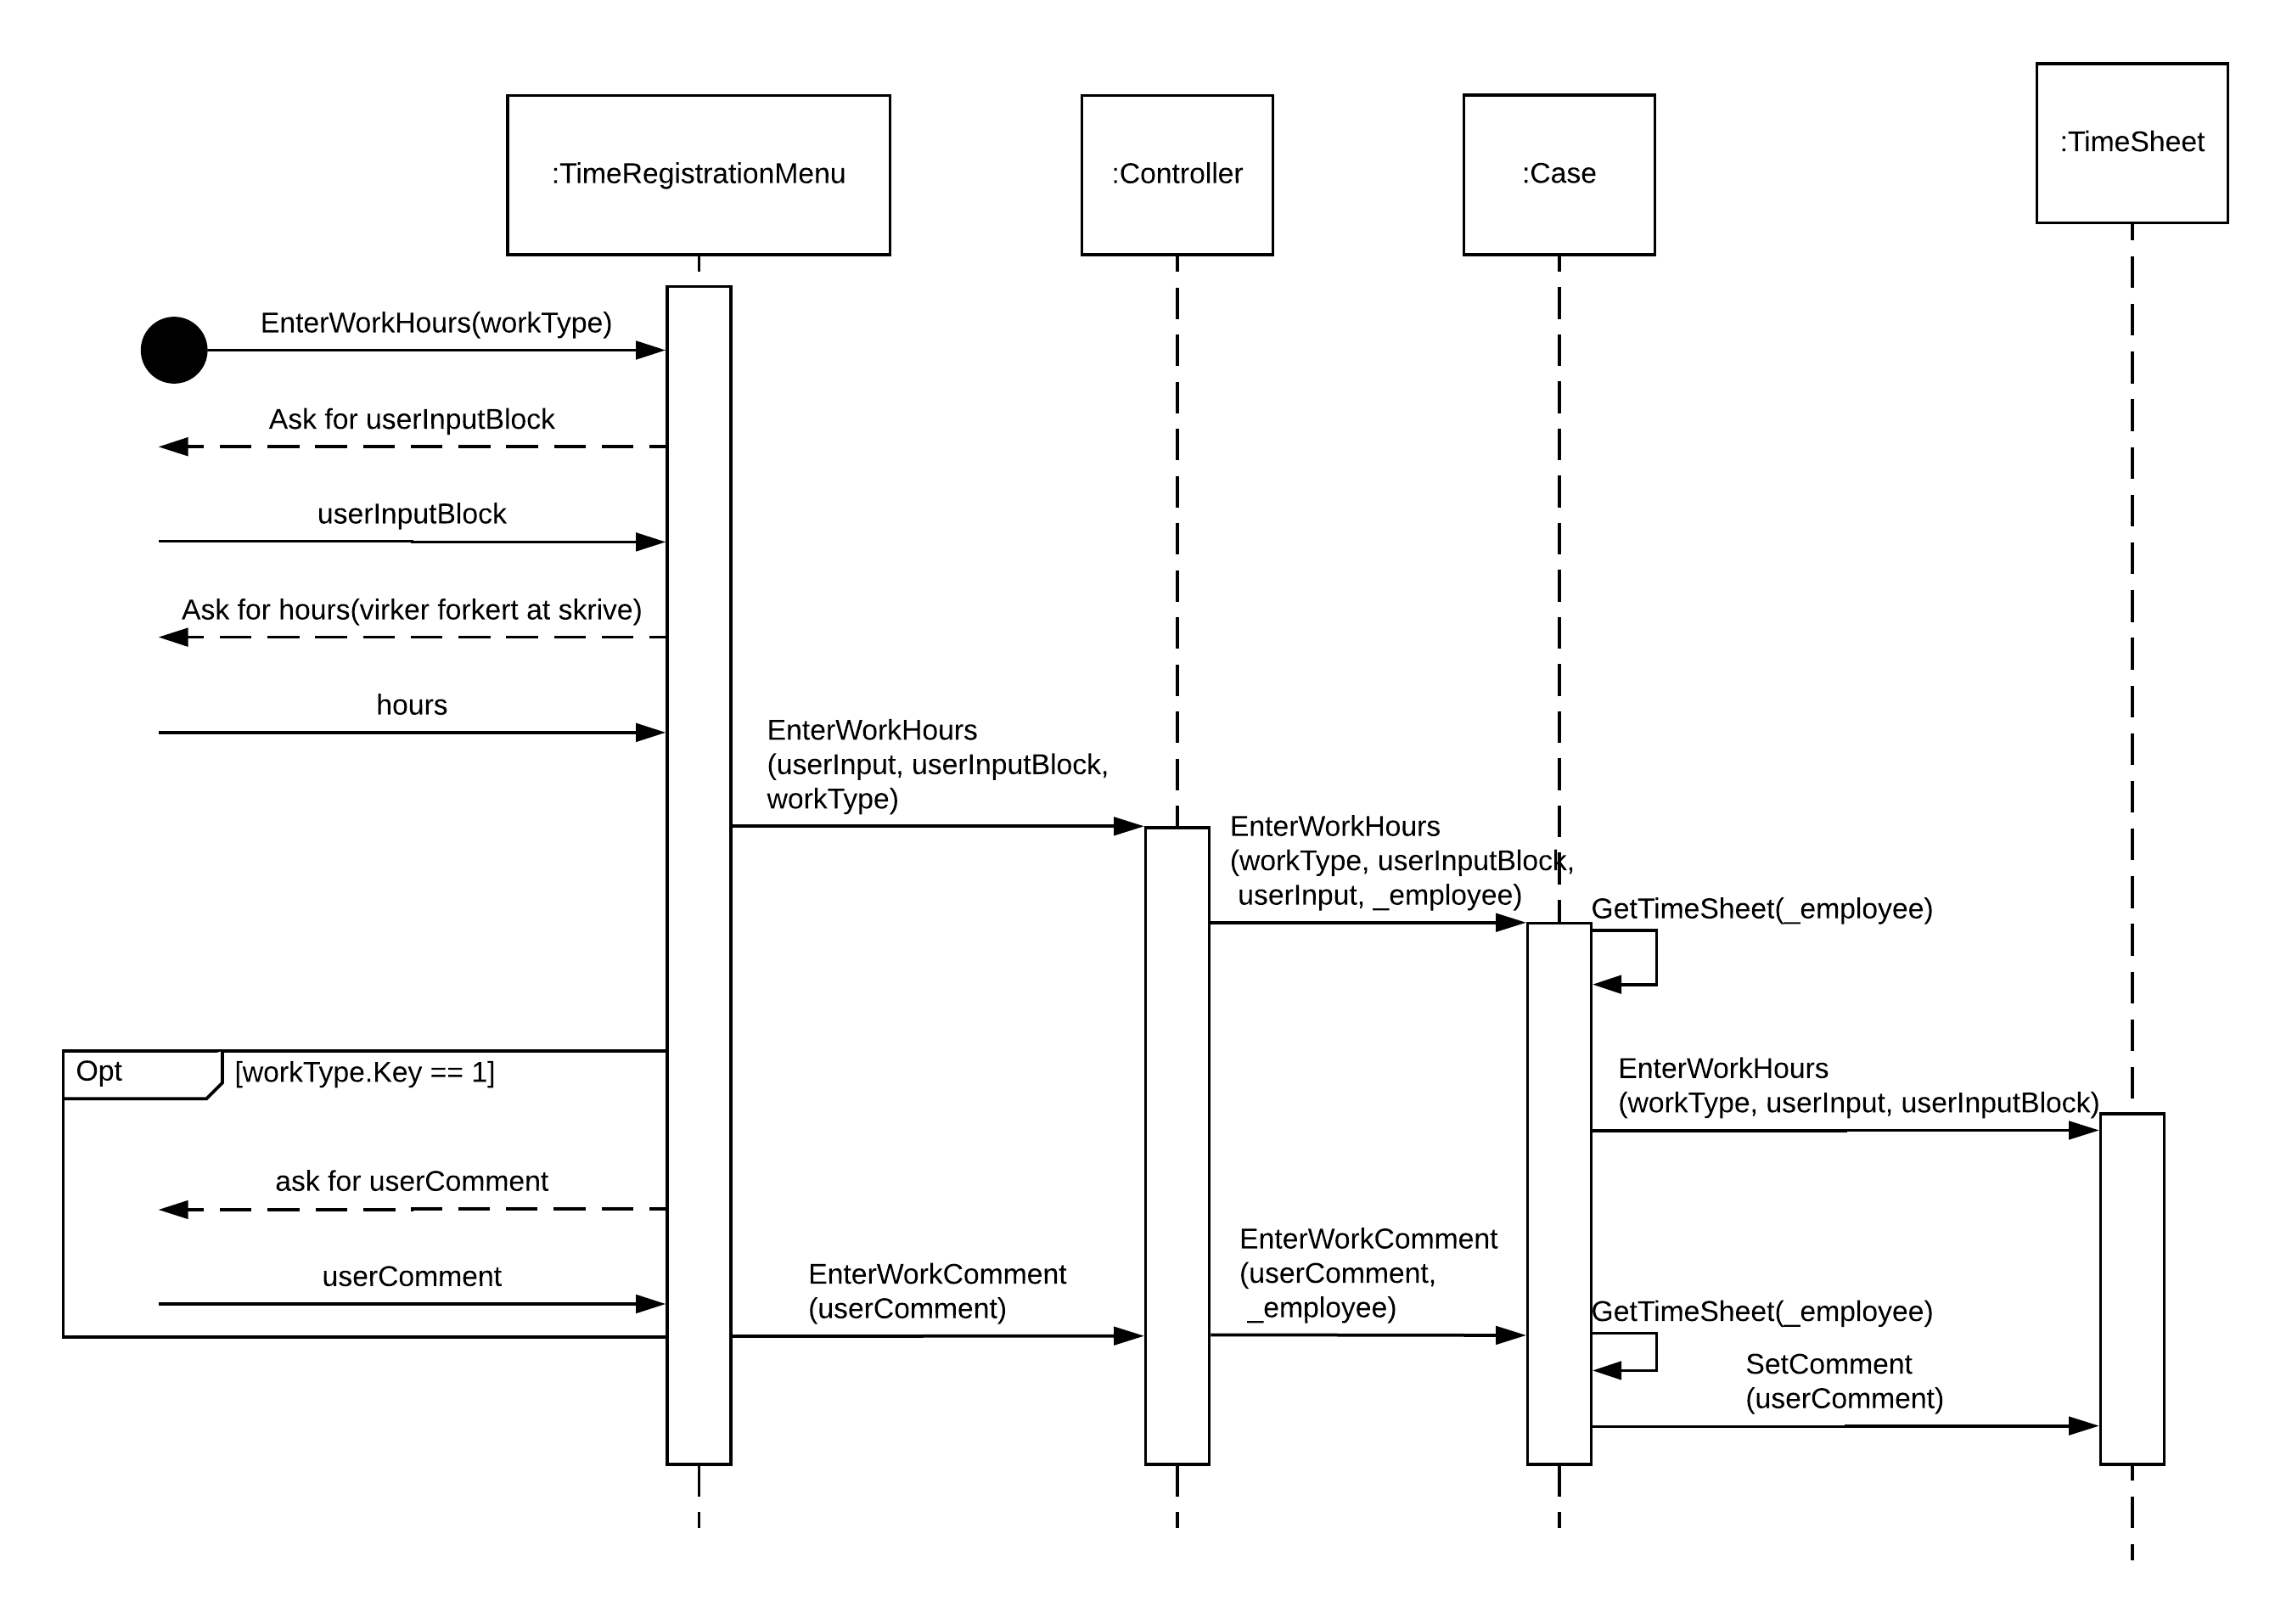 :TimeRegistrationMenu
:Controller
:Case
:TimeSheet
EnterWorkHours(workType)
Ask for userInputBlock
userInputBlock
Ask for hours(virker forkert at skrive)
hours
EnterWorkHours
(userInput, userInputBlock,
workType)
EnterWorkHours
(workType, userInputBlock,
userInput, _employee)
GetTimeSheet(_employee)
Opt
[workType.Key == 1]
EnterWorkHours
(workType, userInput, userInputBlock)
ask for userComment
userComment
EnterWorkComment
(userComment)
EnterWorkComment
(userComment,
_employee)
GetTimeSheet(_employee)
SetComment
(userComment)